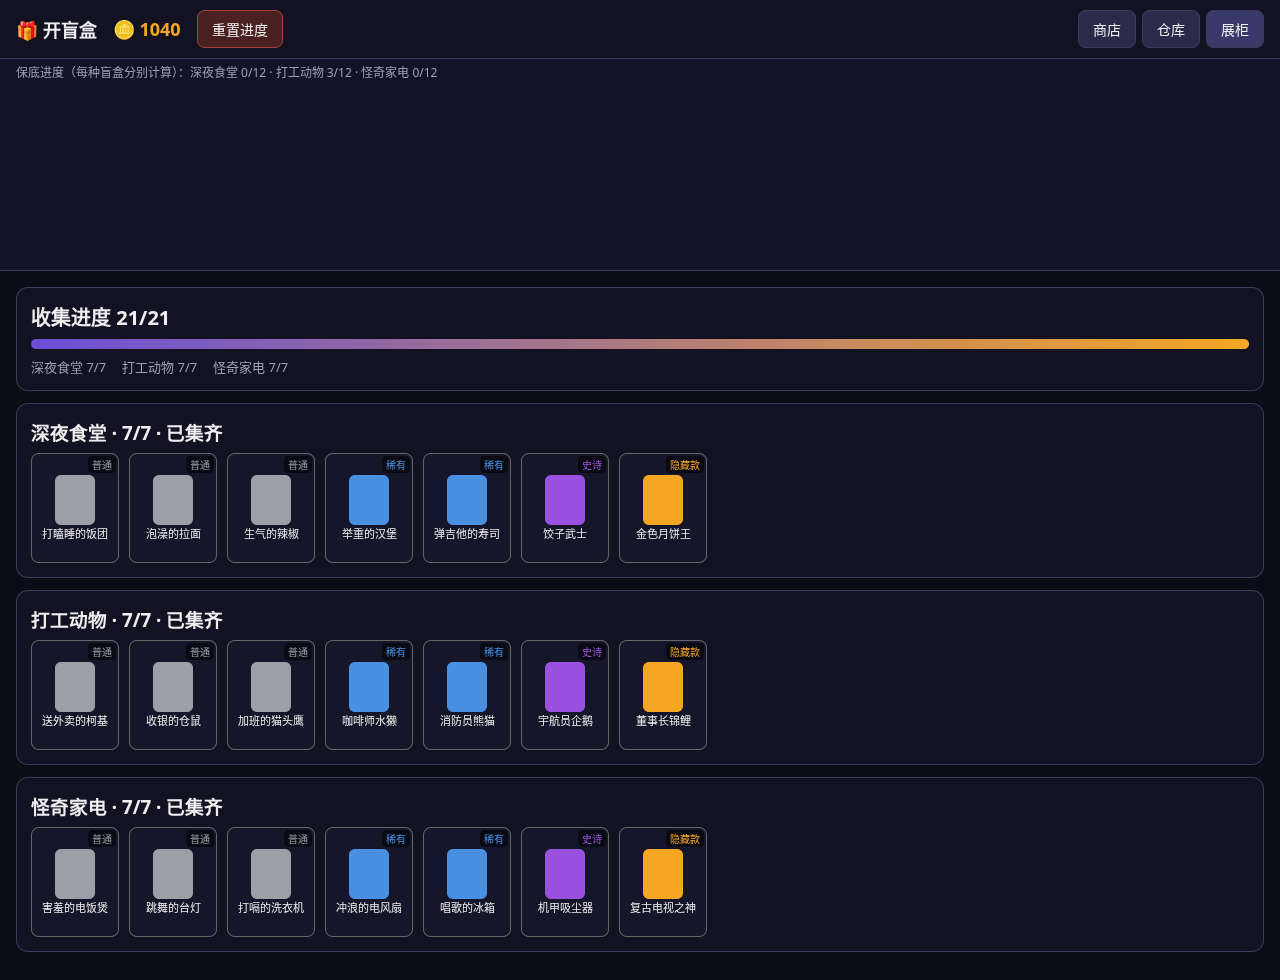 🎁 开盲盒 🪙 1040 重置进度 商店 仓库 展柜
保底进度（每种盲盒分别计算）：深夜食堂 0/12 · 打工动物 3/12 · 怪奇家电 0/12
收集进度 21/21
深夜食堂 7/7 打工动物 7/7 怪奇家电 7/7
深夜食堂 · 7/7 · 已集齐
普通 普通 普通 稀有 稀有 史诗 隐藏款
打瞌睡的饭团 泡澡的拉面 生气的辣椒 举重的汉堡 弹吉他的寿司 饺子武士 金色月饼王
打工动物 · 7/7 · 已集齐
普通 普通 普通 稀有 稀有 史诗 隐藏款
送外卖的柯基 收银的仓鼠 加班的猫头鹰 咖啡师水獭 消防员熊猫 宇航员企鹅 董事长锦鲤
怪奇家电 · 7/7 · 已集齐
普通 普通 普通 稀有 稀有 史诗 隐藏款
害羞的电饭煲 跳舞的台灯 打嗝的洗衣机 冲浪的电风扇 唱歌的冰箱 机甲吸尘器 复古电视之神